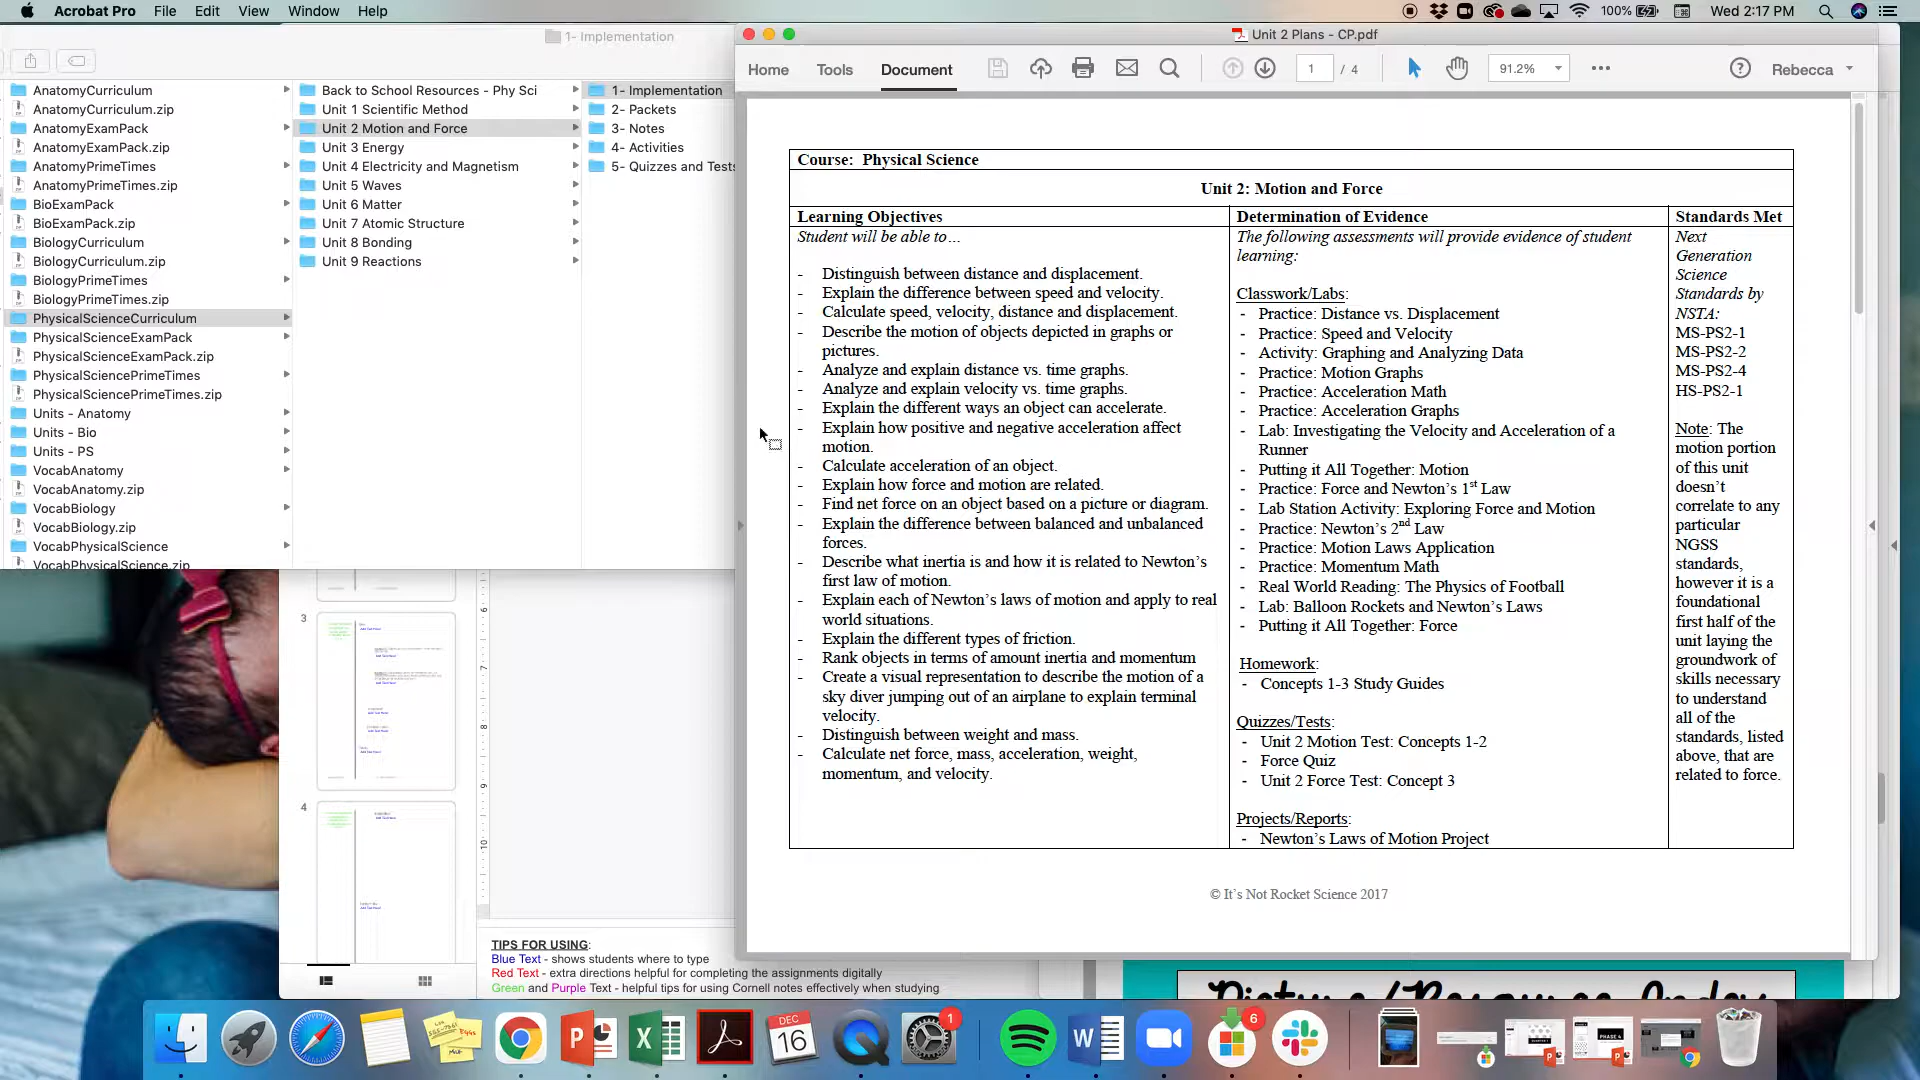 Acrobat Pro File Edit View Window Help
100% Wed 2:17 PM
1- Implementation
AnatomyCurriculum
AnatomyCurriculum.zip
AnatomyExamPack
AnatomyExamPack.zip
AnatomyPrimeTimes
AnatomyPrimeTimes.zip
BioExamPack
BioExamPack.zip
BiologyCurriculum
BiologyCurriculum.zip
BiologyPrimeTimes
BiologyPrimeTimes.zip
PhysicalScienceCurriculum
PhysicalScienceExamPack
PhysicalScienceExamPack.zip
PhysicalSciencePrimeTimes
PhysicalSciencePrimeTimes.zip
Units - Anatomy
Units - Bio
Units - PS
VocabAnatomy
VocabAnatomy.zip
VocabBiology
VocabBiology.zip
VocabPhysicalScience
VocabPhysicalScience.zip
Back to School Resources - Phy Sci
Unit 1 Scientific Method
Unit 2 Motion and Force
Unit 3 Energy
Unit 4 Electricity and Magnetism
Unit 5 Waves
Unit 6 Matter
Unit 7 Atomic Structure
Unit 8 Bonding
Unit 9 Reactions
1- Implementation
2- Packets
3- Notes
4- Activities
5- Quizzes and Tests
Unit 2 Plans - CP.pdf
Home Tools Document 1 / 4 91.2% Rebecca
Course: Physical Science
Unit 2: Motion and Force
Learning Objectives
Student will be able to…
- Distinguish between distance and displacement.
- Explain the difference between speed and velocity.
- Calculate speed, velocity, distance and displacement.
- Describe the motion of objects depicted in graphs or
pictures.
- Analyze and explain distance vs. time graphs.
- Analyze and explain velocity vs. time graphs.
- Explain the different ways an object can accelerate.
- Explain how positive and negative acceleration affect
motion.
- Calculate acceleration of an object.
- Explain how force and motion are related.
- Find net force on an object based on a picture or diagram.
- Explain the difference between balanced and unbalanced
forces.
- Describe what inertia is and how it is related to Newton's
first law of motion.
- Explain each of Newton's laws of motion and apply to real
world situations.
- Explain the different types of friction.
- Rank objects in terms of amount inertia and momentum
- Create a visual representation to describe the motion of a
sky diver jumping out of an airplane to explain terminal
velocity.
- Distinguish between weight and mass.
- Calculate net force, mass, acceleration, weight,
momentum, and velocity.
Determination of Evidence
The following assessments will provide evidence of student
learning:
Classwork/Labs:
- Practice: Distance vs. Displacement
- Practice: Speed and Velocity
- Activity: Graphing and Analyzing Data
- Practice: Motion Graphs
- Practice: Acceleration Math
- Practice: Acceleration Graphs
- Lab: Investigating the Velocity and Acceleration of a
Runner
- Putting it All Together: Motion
- Practice: Force and Newton's 1st Law
- Lab Station Activity: Exploring Force and Motion
- Practice: Newton's 2nd Law
- Practice: Motion Laws Application
- Practice: Momentum Math
- Real World Reading: The Physics of Football
- Lab: Balloon Rockets and Newton's Laws
- Putting it All Together: Force
Homework:
- Concepts 1-3 Study Guides
Quizzes/Tests:
- Unit 2 Motion Test: Concepts 1-2
- Force Quiz
- Unit 2 Force Test: Concept 3
Projects/Reports:
- Newton's Laws of Motion Project
Standards Met
Next
Generation
Science
Standards by
NSTA:
MS-PS2-1
MS-PS2-2
MS-PS2-4
HS-PS2-1
Note: The
motion portion
of this unit
doesn't
correlate to any
particular
NGSS
standards,
however it is a
foundational
first half of the
unit laying the
groundwork of
skills necessary
to understand
all of the
standards, listed
above, that are
related to force.
© It's Not Rocket Science 2017
3
4
6
7
8
9
10
TIPS FOR USING:
Blue Text - shows students where to type
Red Text - extra directions helpful for completing the assignments digitally
Green and Purple Text - helpful tips for using Cornell notes effectively when studying
DEC
16
1
6